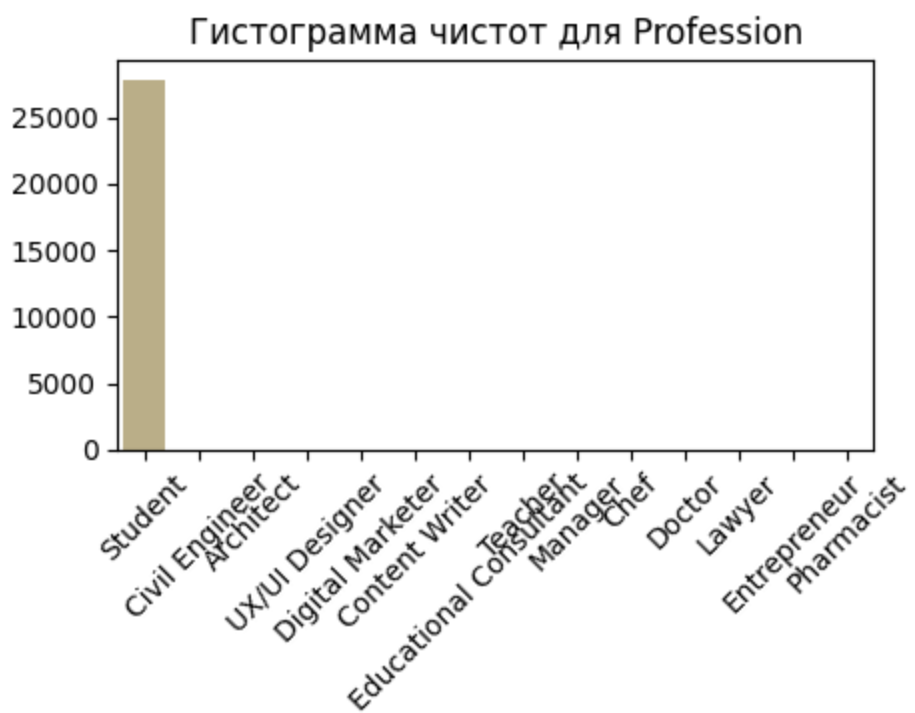 Гистограмма чистот для Profession
25000
20000
15000
10000
5000
0
Student
Civil Engineer
Architect
UX/UI Designer
Digital Marketer
Content Writer
Educational Consultant
Teacher
Manager
Chef
Doctor
Lawyer
Entrepreneur
Pharmacist